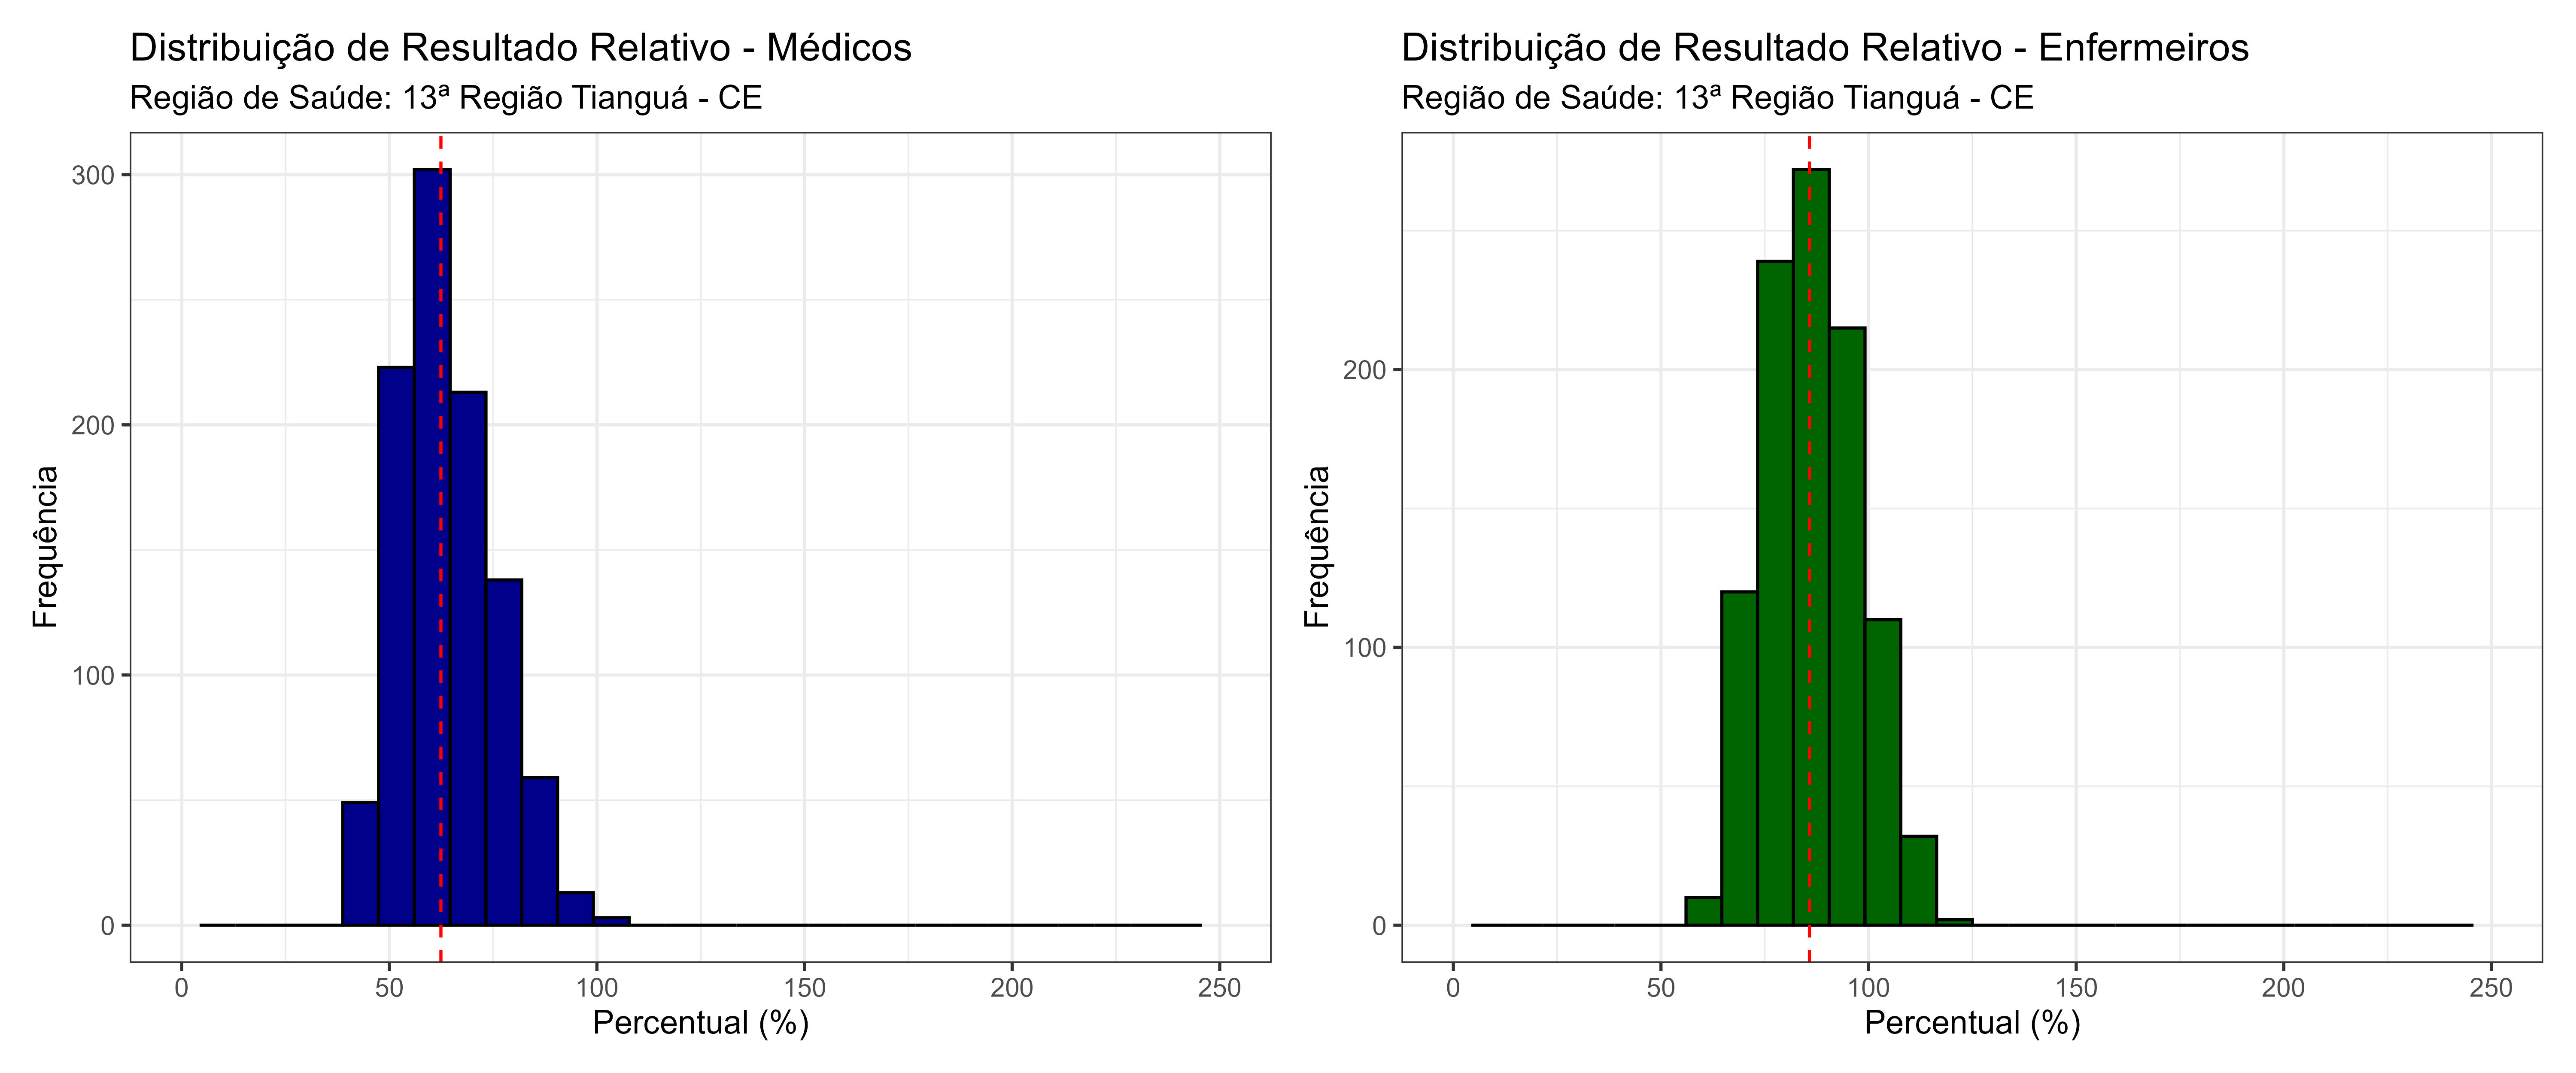 Distribuição de Resultado Relativo - Médicos
Região de Saúde: 13ª Região Tianguá - CE
300
200
100
0
Frequência
0 50 100 150 200 250
Percentual (%)
Distribuição de Resultado Relativo - Enfermeiros
Região de Saúde: 13ª Região Tianguá - CE
200
100
0
Frequência
0 50 100 150 200 250
Percentual (%)